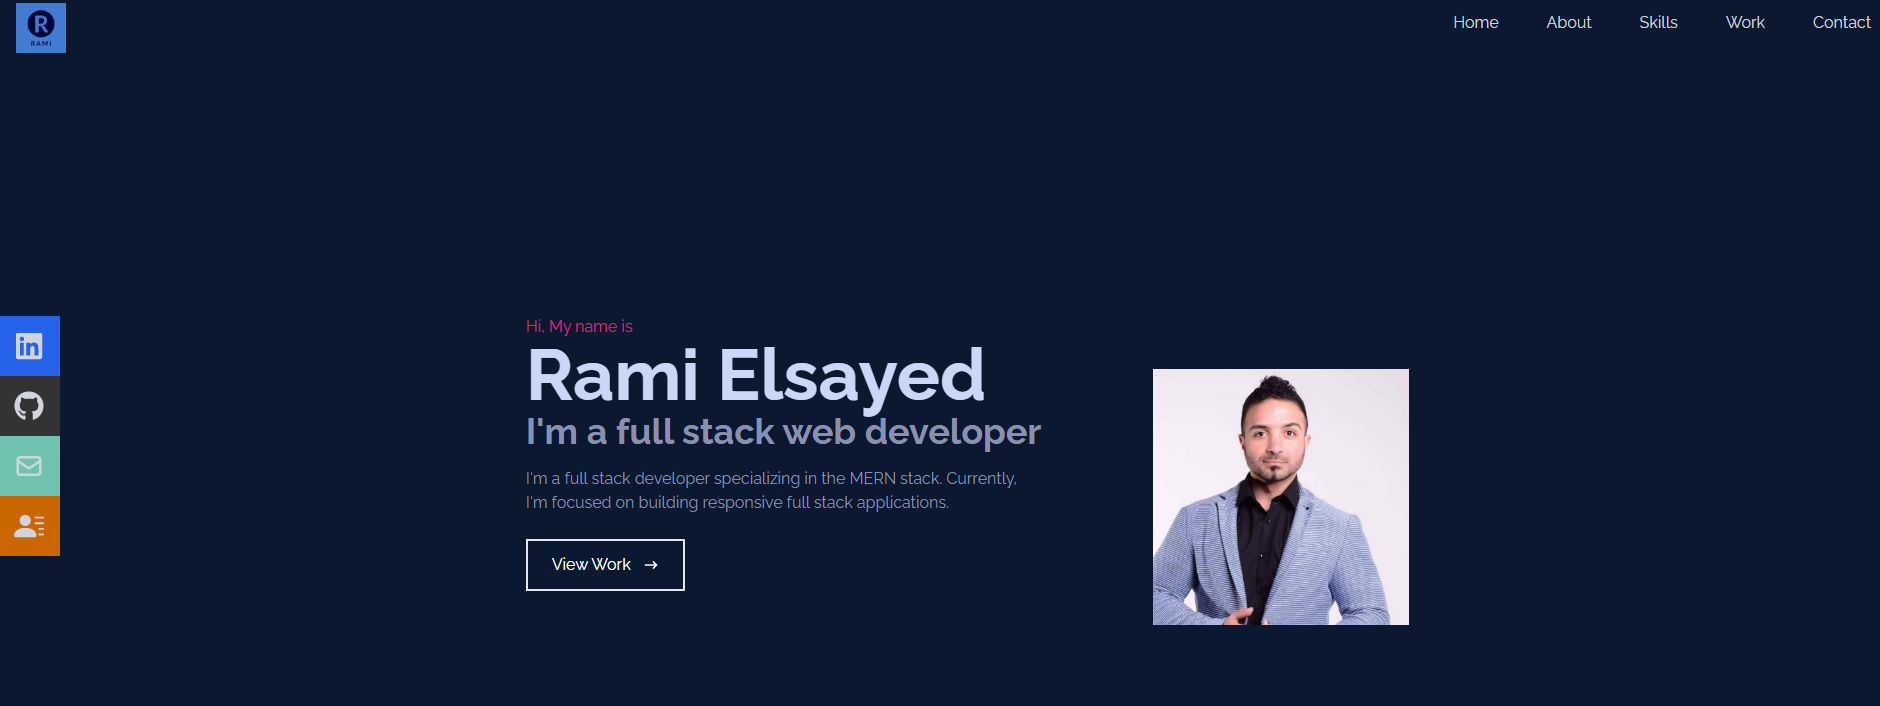 R
RAMI
Home About Skills Work Contact
in
Hi, My name is
Rami Elsayed
I'm a full stack web developer
I'm a full stack developer specializing in the MERN stack. Currently,
I'm focused on building responsive full stack applications.
View Work →